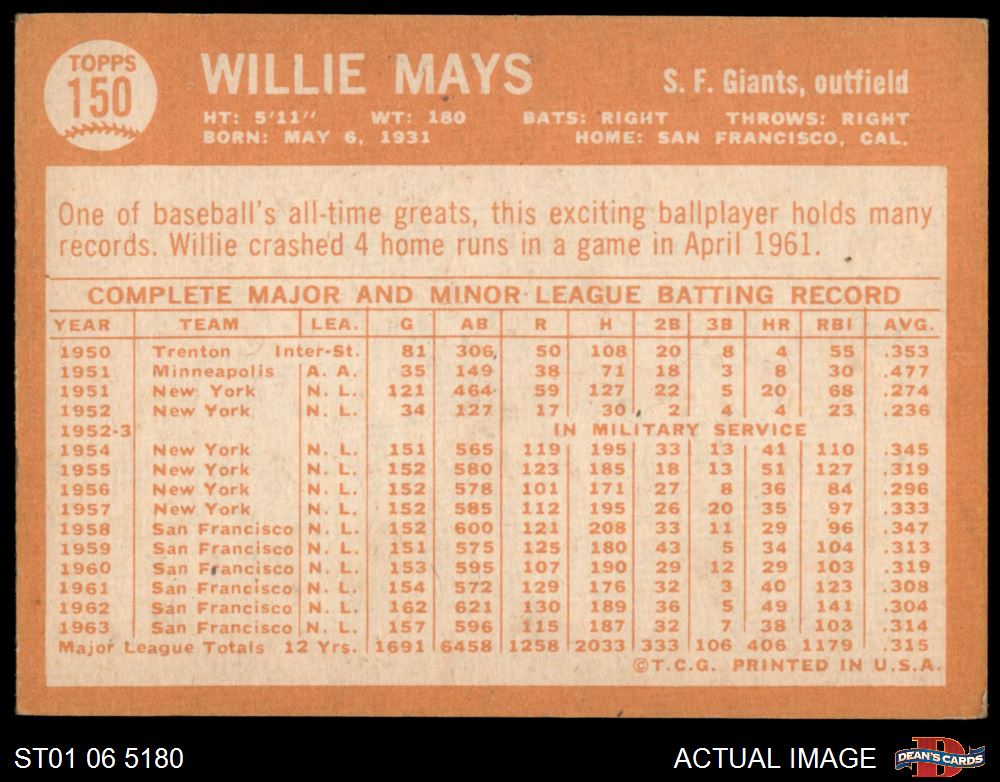 TOPPS
150
WILLIE MAYS
S. F. Giants, outfield
HT: 5'11" WT: 180 BATS: RIGHT THROWS: RIGHT
BORN: MAY 6, 1931 HOME: SAN FRANCISCO, CAL.
One of baseball's all-time greats, this exciting ballplayer holds many
records. Willie crashed 4 home runs in a game in April 1961.
COMPLETE MAJOR AND MINOR LEAGUE BATTING RECORD
YEAR TEAM LEA. G AB R H 2B 3B HR RBI AVG.
1950 Trenton Inter-St. 81 306 50 108 20 8 4 55 .353
1951 Minneapolis A. A. 35 149 38 71 18 3 8 30 .477
1951 New York N. L. 121 464 59 127 22 5 20 68 .274
1952 New York N. L. 34 127 17 30 2 4 4 23 .236
1952-3 IN MILITARY SERVICE
1954 New York N. L. 151 565 119 195 33 13 41 110 .345
1955 New York N. L. 152 580 123 185 18 13 51 127 .319
1956 New York N. L. 152 578 101 171 27 8 36 84 .296
1957 New York N. L. 152 585 112 195 26 20 35 97 .333
1958 San Francisco N. L. 152 600 121 208 33 11 29 96 .347
1959 San Francisco N. L. 151 575 125 180 43 5 34 104 .313
1960 San Francisco N. L. 153 595 107 190 29 12 29 103 .319
1961 San Francisco N. L. 154 572 129 176 32 3 40 123 .308
1962 San Francisco N. L. 162 621 130 189 36 5 49 141 .304
1963 San Francisco N. L. 157 596 115 187 32 7 38 103 .314
Major League Totals 12 Yrs. 1691 6458 1258 2033 333 106 406 1179 .315
©T.C.G. PRINTED IN U.S.A.
ST01 06 5180
ACTUAL IMAGE
D
DEAN'S CARDS